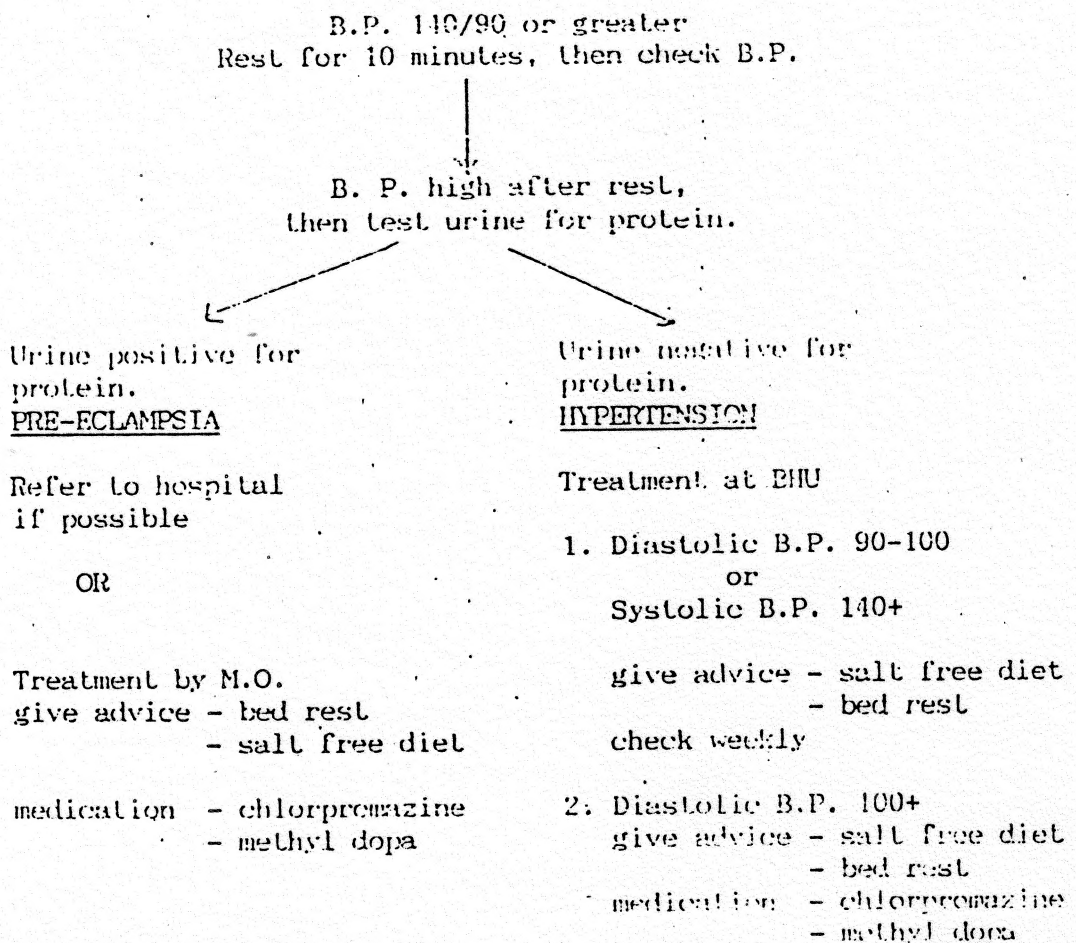 B.P. 140/90 or greater
Rest for 10 minutes, then check B.P.
B. P. high after rest,
then test urine for protein.
Urine positive for
protein.
PRE-ECLAMPSIA
Refer to hospital
if possible
OR
Treatment by M.O.
give advice - bed rest
- salt free diet
medication - chlorpromazine
- methyl dopa
Urine negative for
protein.
HYPERTENSION
Treatment at BHU
1. Diastolic B.P. 90-100
or
Systolic B.P. 140+
give advice - salt free diet
- bed rest
check weekly
2. Diastolic B.P. 100+
give advice - salt free diet
- bed rest
medication - chlorpromazine
- methyl dopa